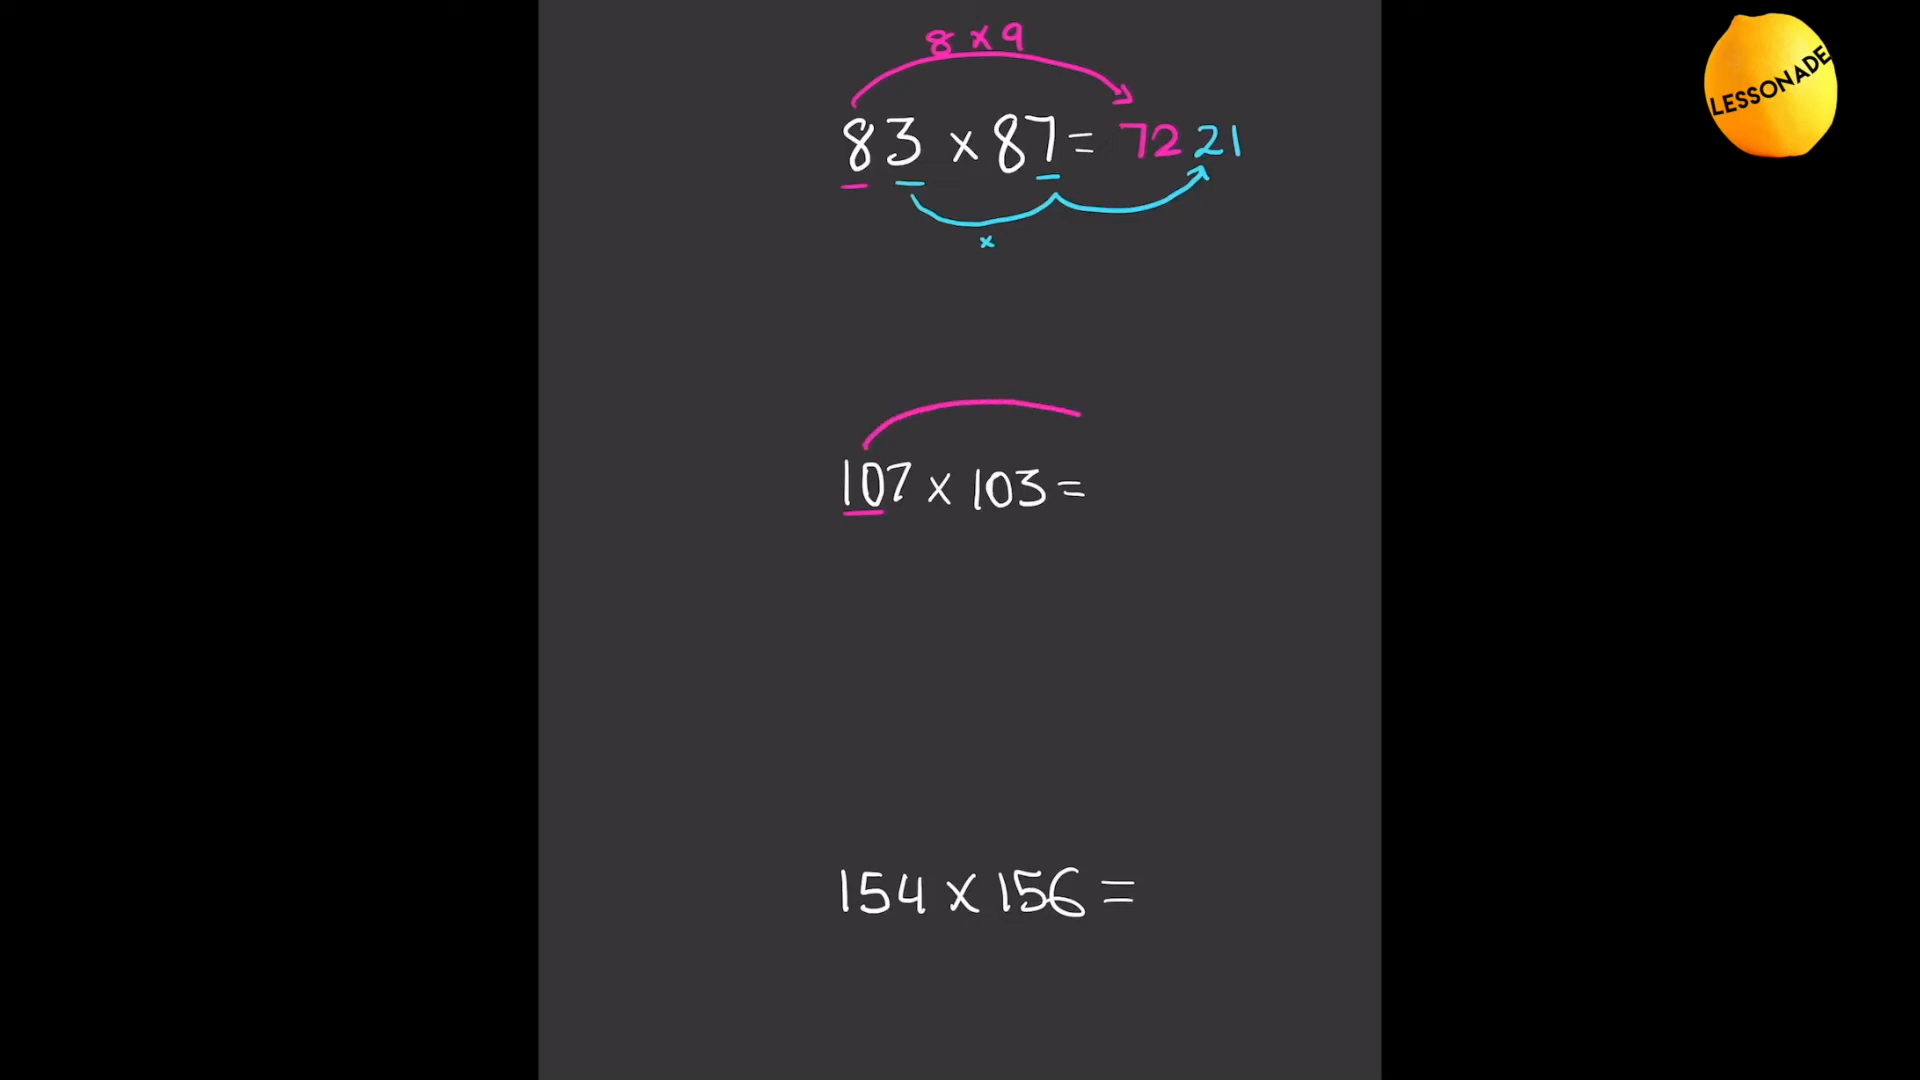 8 x 9
83 x 87 = 7221
x
107 x 103 =
154 x 156 =
LESSONADE